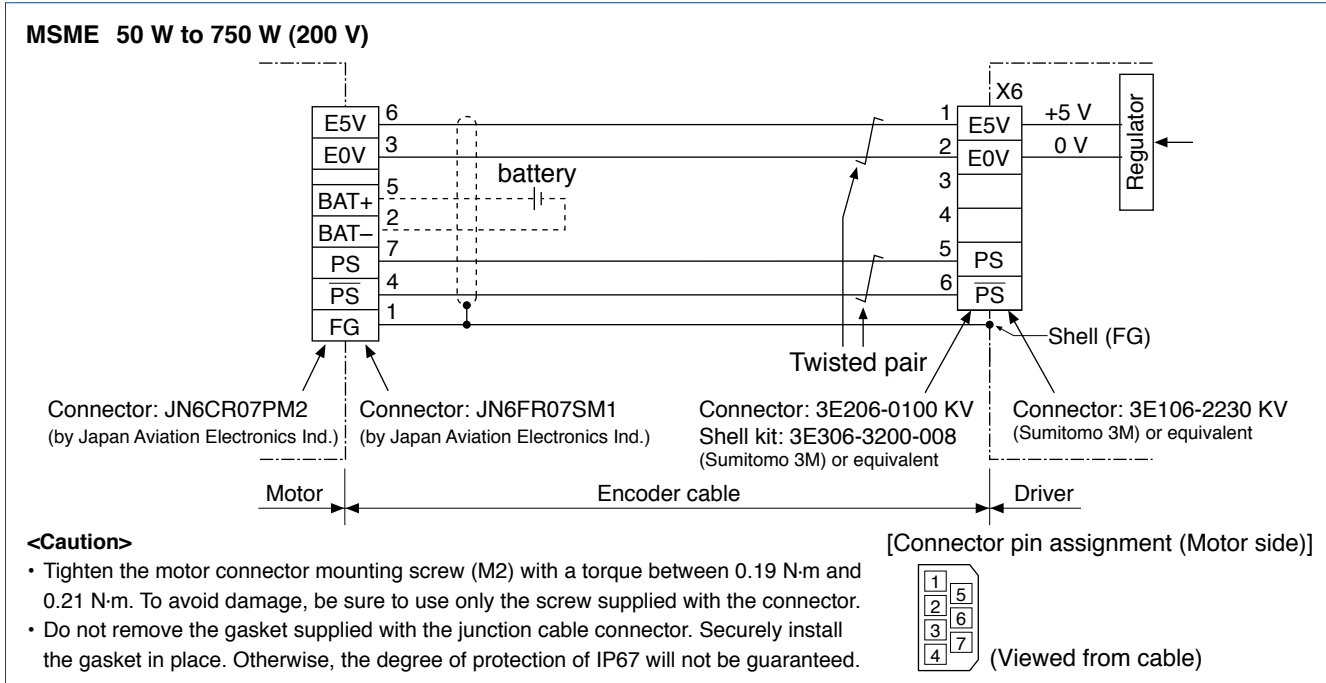 MSME 50 W to 750 W (200 V)
X6
E5V 6 1 E5V +5 V
E0V 3 2 E0V 0 V
Regulator
battery
3
BAT+ 5
4
BAT– 2
PS 7 5 PS
P̅S̅ 4 6 P̅S̅
FG 1
Shell (FG)
Twisted pair
Connector: JN6CR07PM2
(by Japan Aviation Electronics Ind.)
Connector: JN6FR07SM1
(by Japan Aviation Electronics Ind.)
Connector: 3E206-0100 KV
Shell kit: 3E306-3200-008
(Sumitomo 3M) or equivalent
Connector: 3E106-2230 KV
(Sumitomo 3M) or equivalent
Motor Encoder cable Driver
<Caution>
• Tighten the motor connector mounting screw (M2) with a torque between 0.19 N·m and
0.21 N·m. To avoid damage, be sure to use only the screw supplied with the connector.
• Do not remove the gasket supplied with the junction cable connector. Securely install
the gasket in place. Otherwise, the degree of protection of IP67 will not be guaranteed.
[Connector pin assignment (Motor side)]
1
5
2
6
3
7
4
(Viewed from cable)